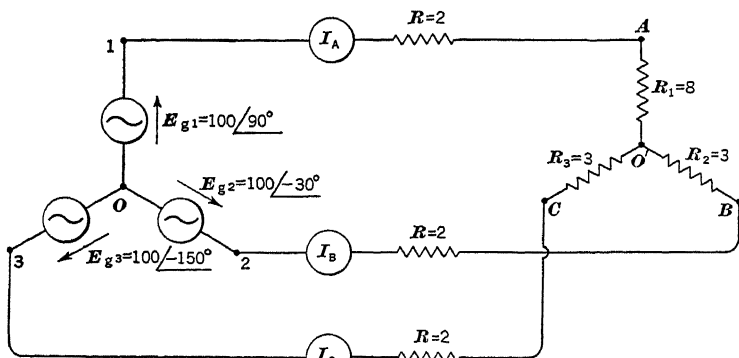 R=2
1
I_A
A
E_g1=100/90°
R_1=8
R_3=3
R_2=3
O
E_g2=100/-30°
O
C
B
R=2
3
E_g3=100/-150°
2
I_B
R=2